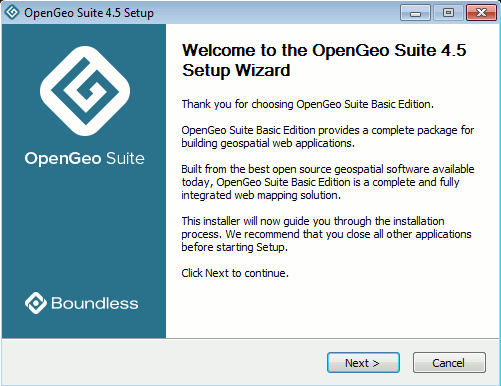 OpenGeo Suite 4.5 Setup
Welcome to the OpenGeo Suite 4.5
Setup Wizard
Thank you for choosing OpenGeo Suite Basic Edition.
OpenGeo Suite Basic Edition provides a complete package for
building geospatial web applications.
Built from the best open source geospatial software available
today, OpenGeo Suite Basic Edition is a complete and fully
integrated web mapping solution.
This installer will now guide you through the installation
process. We recommend that you close all other applications
before starting Setup.
Click Next to continue.
OpenGeo Suite
Boundless
Next >
Cancel